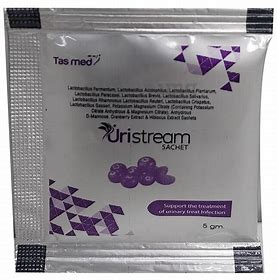 Tas med
Lactobacillus Fermentum, Lactobacillus Acidophilus, Lactobacillus Plantarum,
Lactobacillus Paracasei, Lactobacillus Brevis, Lactobacillus Salivarius,
Lactobacillus Rhamnosus Lactobacillus Reuteri, Lactobacillus Crispatus,
Lactobacillus Gasseri, Potassium Magnesium Citrate (Containing Potassium
Citrate Anhydrous & Magnesium Citrate), Anhydrous
D-Mannose, Cranberry Extract & Hibiscus Extract Sachets
Uristream
SACHET
Support the treatment
of urinary treat Infection
5 gm